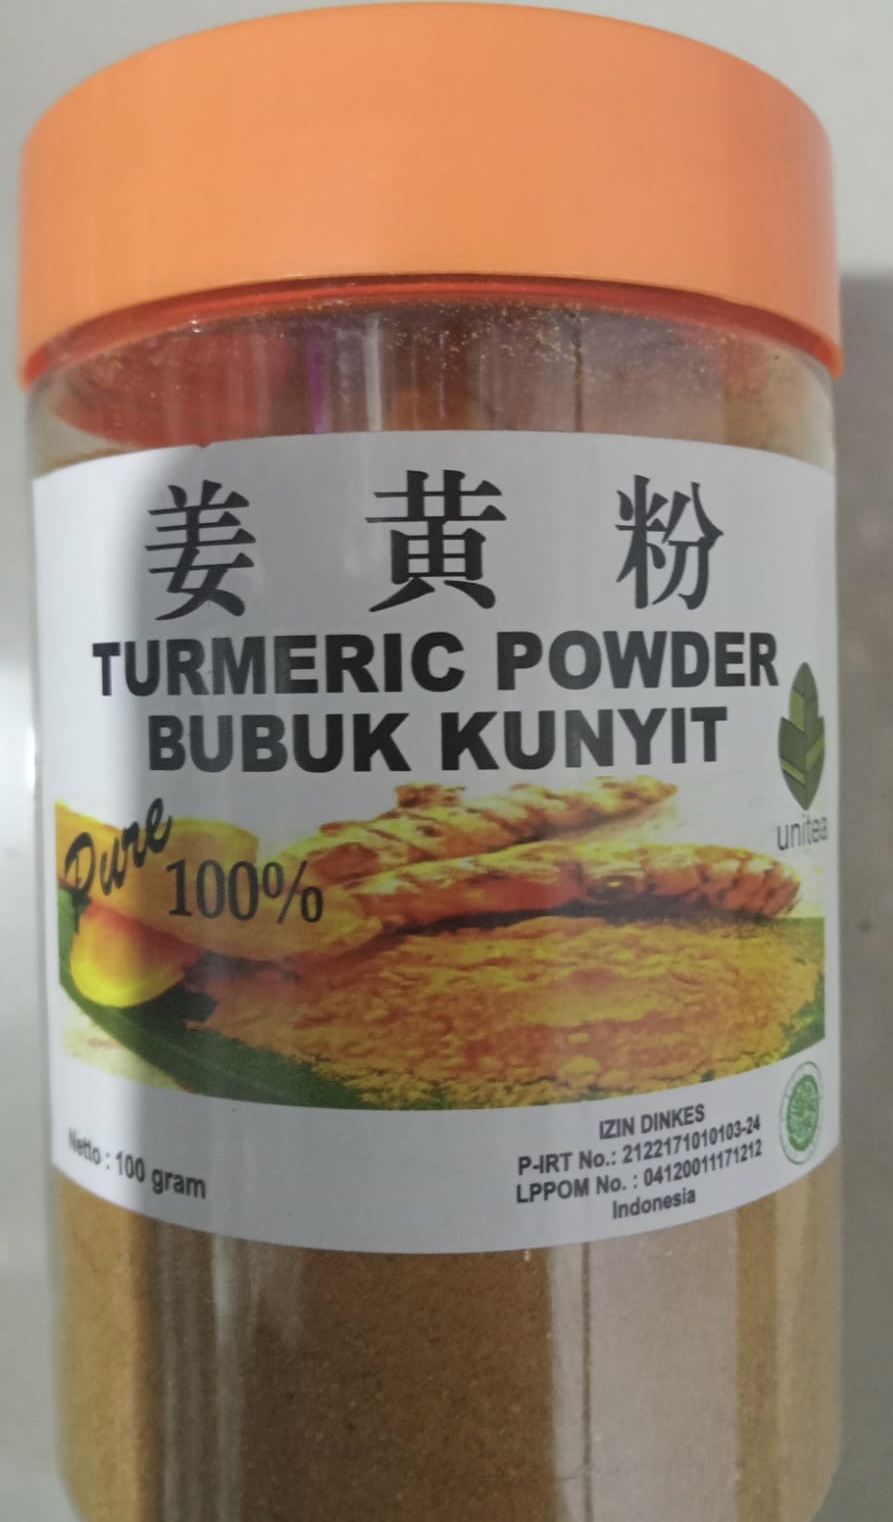 姜 黄 粉
TURMERIC POWDER
BUBUK KUNYIT
unitea
Pure
100%
Netto : 100 gram
IZIN DINKES
P-IRT No.: 2122171010103-24
LPPOM No. : 04120011171212
Indonesia